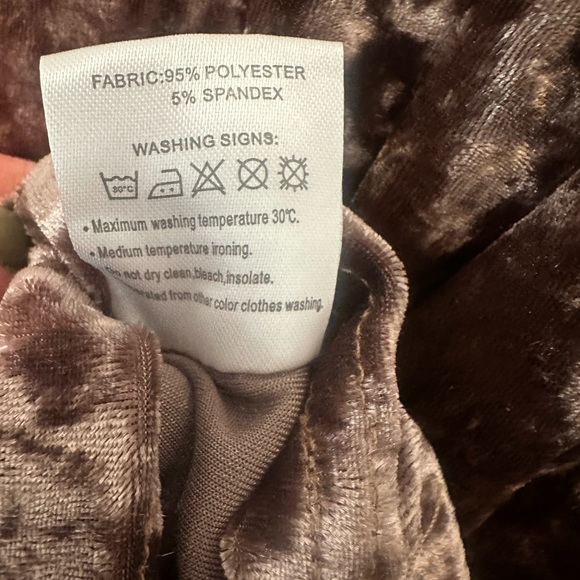 FABRIC:95% POLYESTER
5% SPANDEX
WASHING SIGNS:
30°C
• Maximum washing temperature 30℃.
• Medium temperature ironing.
not dry clean,bleach,insolate.
from other color clothes washing.